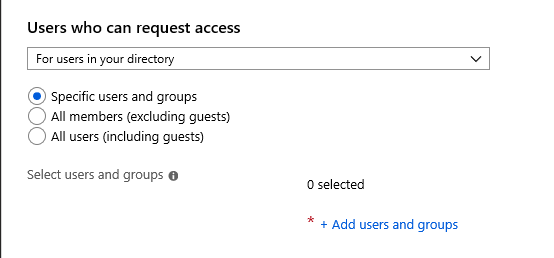 Users who can request access
For users in your directory
Specific users and groups
All members (excluding guests)
All users (including guests)
Select users and groups
0 selected
* + Add users and groups